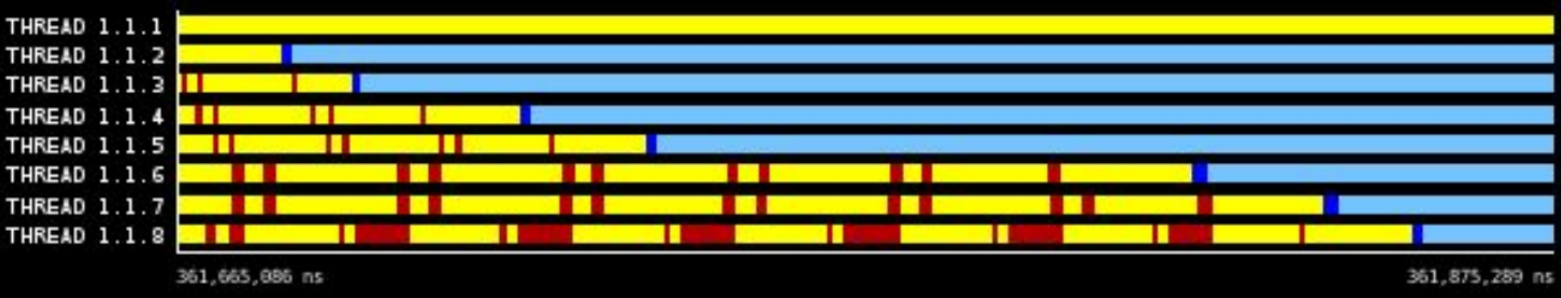 THREAD 1.1.1
THREAD 1.1.2
THREAD 1.1.3
THREAD 1.1.4
THREAD 1.1.5
THREAD 1.1.6
THREAD 1.1.7
THREAD 1.1.8
361,665,086 ns 361,875,289 ns